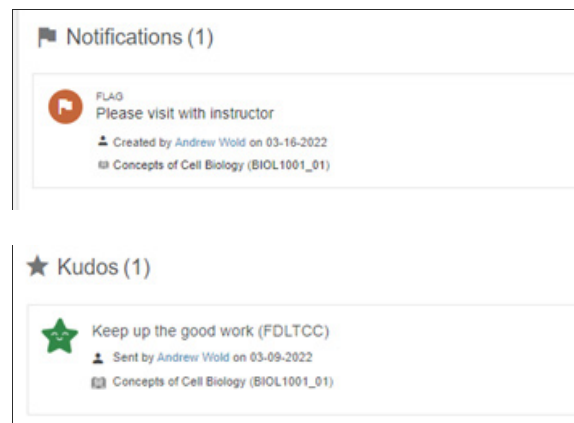 Notifications (1)
FLAG
Please visit with instructor
Created by Andrew Wold on 03-16-2022
Concepts of Cell Biology (BIOL1001_01)
Kudos (1)
Keep up the good work (FDLTCC)
Sent by Andrew Wold on 03-09-2022
Concepts of Cell Biology (BIOL1001_01)